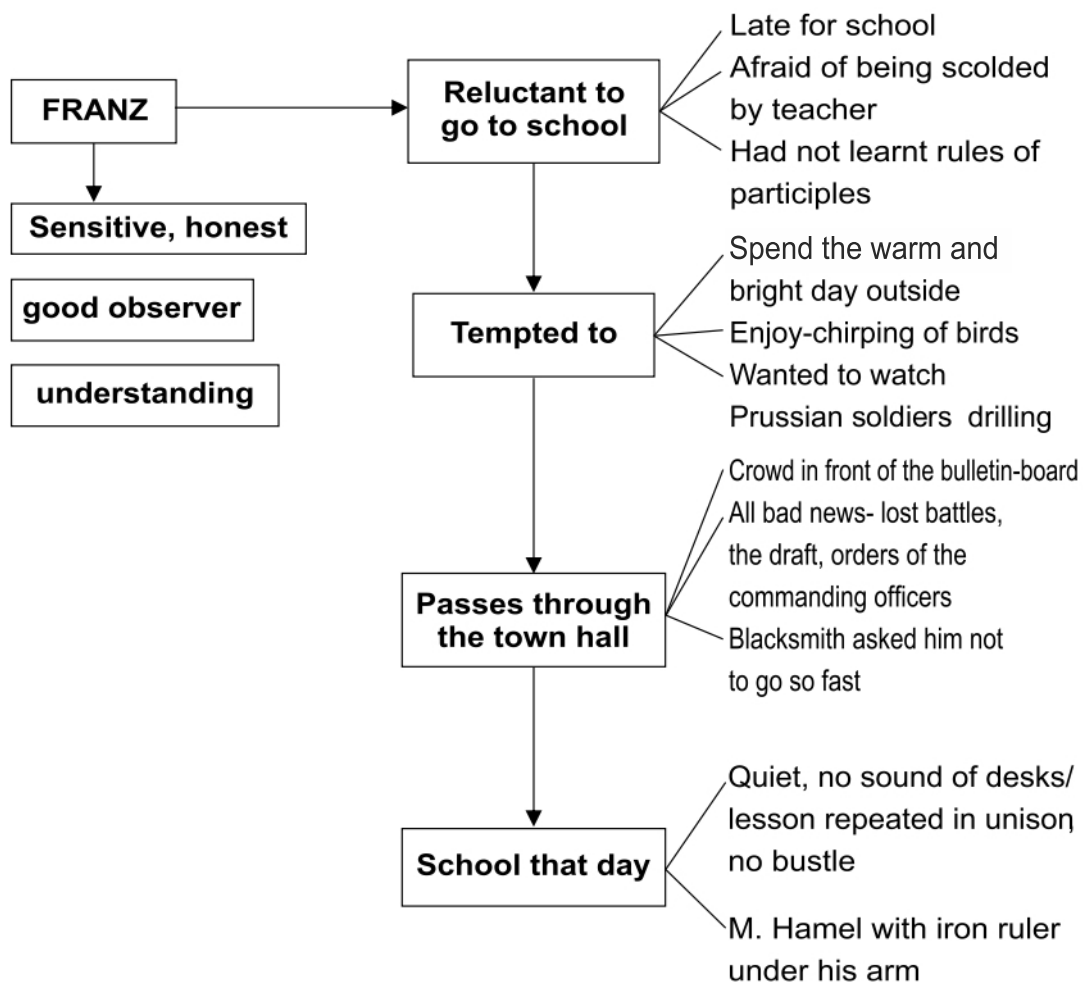 FRANZ
Sensitive, honest
good observer
understanding
Reluctant to
go to school
Late for school
Afraid of being scolded
by teacher
Had not learnt rules of
participles
Tempted to
Spend the warm and
bright day outside
Enjoy-chirping of birds
Wanted to watch
Prussian soldiers drilling
Passes through
the town hall
Crowd in front of the bulletin-board
All bad news- lost battles,
the draft, orders of the
commanding officers
Blacksmith asked him not
to go so fast
School that day
Quiet, no sound of desks/
lesson repeated in unison,
no bustle
M. Hamel with iron ruler
under his arm